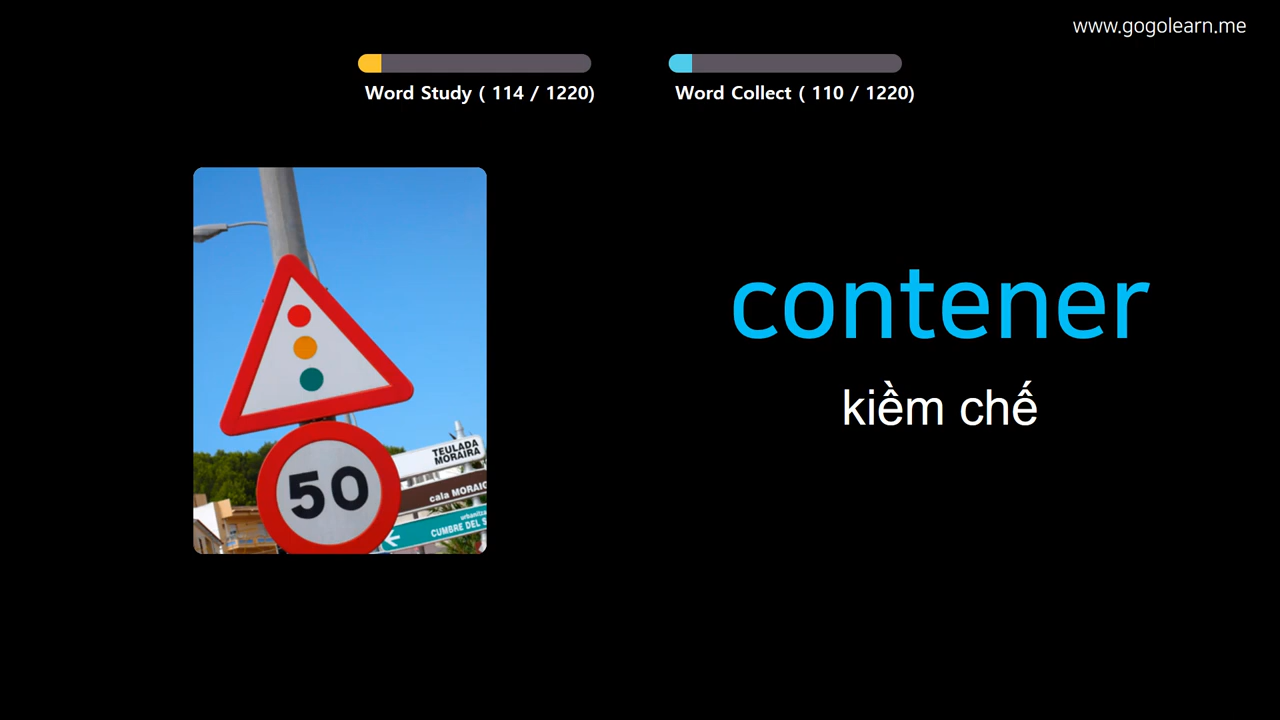 www.gogolearn.me
Word Study ( 114 / 1220)
Word Collect ( 110 / 1220)
contener
kiềm chế
50
TEULADA
MORAIRA
cala MORAIG
urbanitza
CUMBRE DEL S